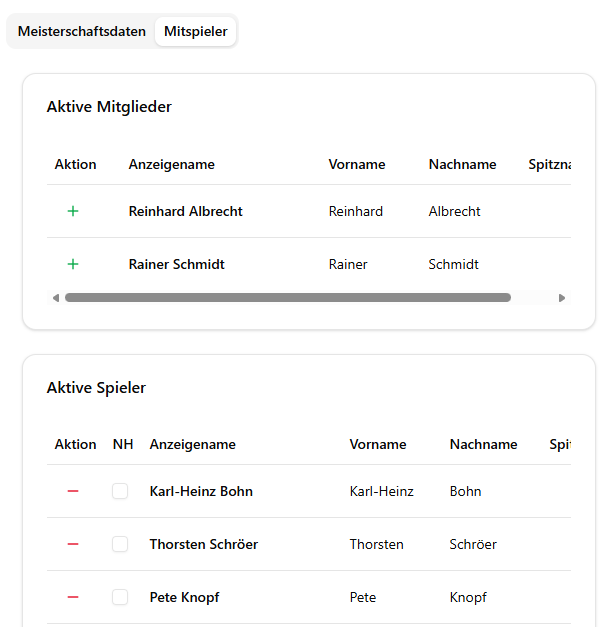 Meisterschaftsdaten Mitspieler
Aktive Mitglieder
Aktion Anzeigename Vorname Nachname Spitzna
+ Reinhard Albrecht Reinhard Albrecht
+ Rainer Schmidt Rainer Schmidt
Aktive Spieler
Aktion NH Anzeigename Vorname Nachname Spit
− Karl-Heinz Bohn Karl-Heinz Bohn
− Thorsten Schröer Thorsten Schröer
− Pete Knopf Pete Knopf